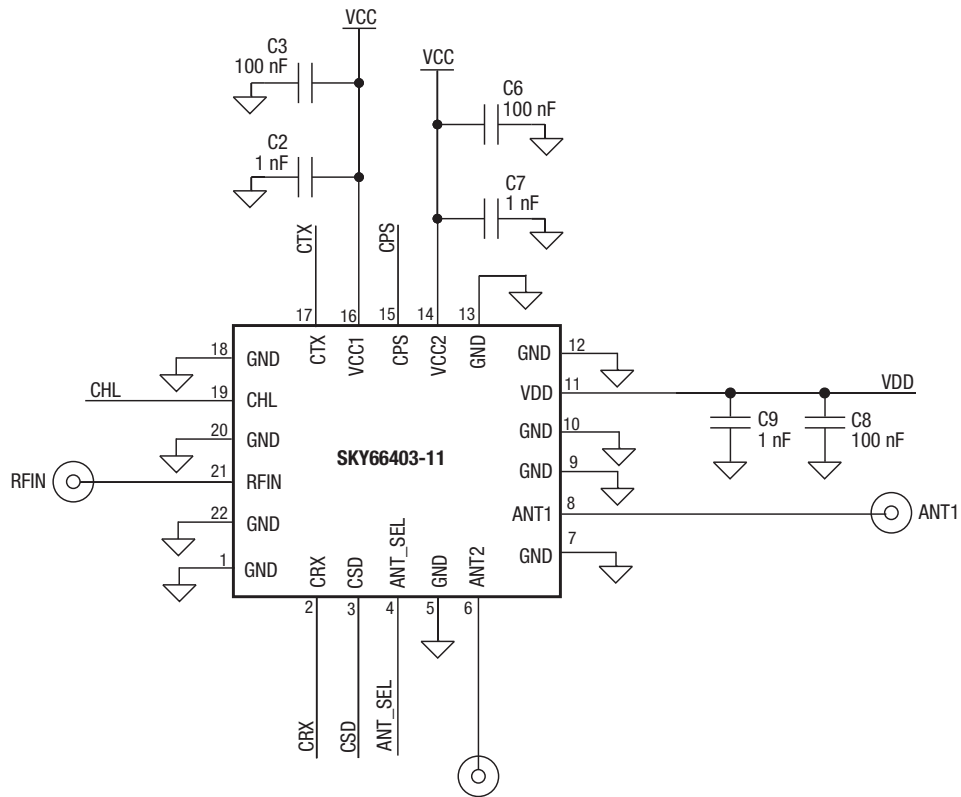 VCC
C3
100 nF
VCC
C6
100 nF
C2
1 nF
C7
1 nF
CTX
CPS
17
16
15
14
13
CTX
VCC1
CPS
VCC2
GND
18
GND
GND
12
CHL
19
CHL
VDD
11
VDD
C9
1 nF
C8
100 nF
20
GND
GND
10
SKY66403-11
RFIN
21
RFIN
GND
9
22
GND
ANT1
8
ANT1
1
GND
GND
7
CRX
CSD
ANT_SEL
GND
ANT2
2
3
4
5
6
CRX
CSD
ANT_SEL